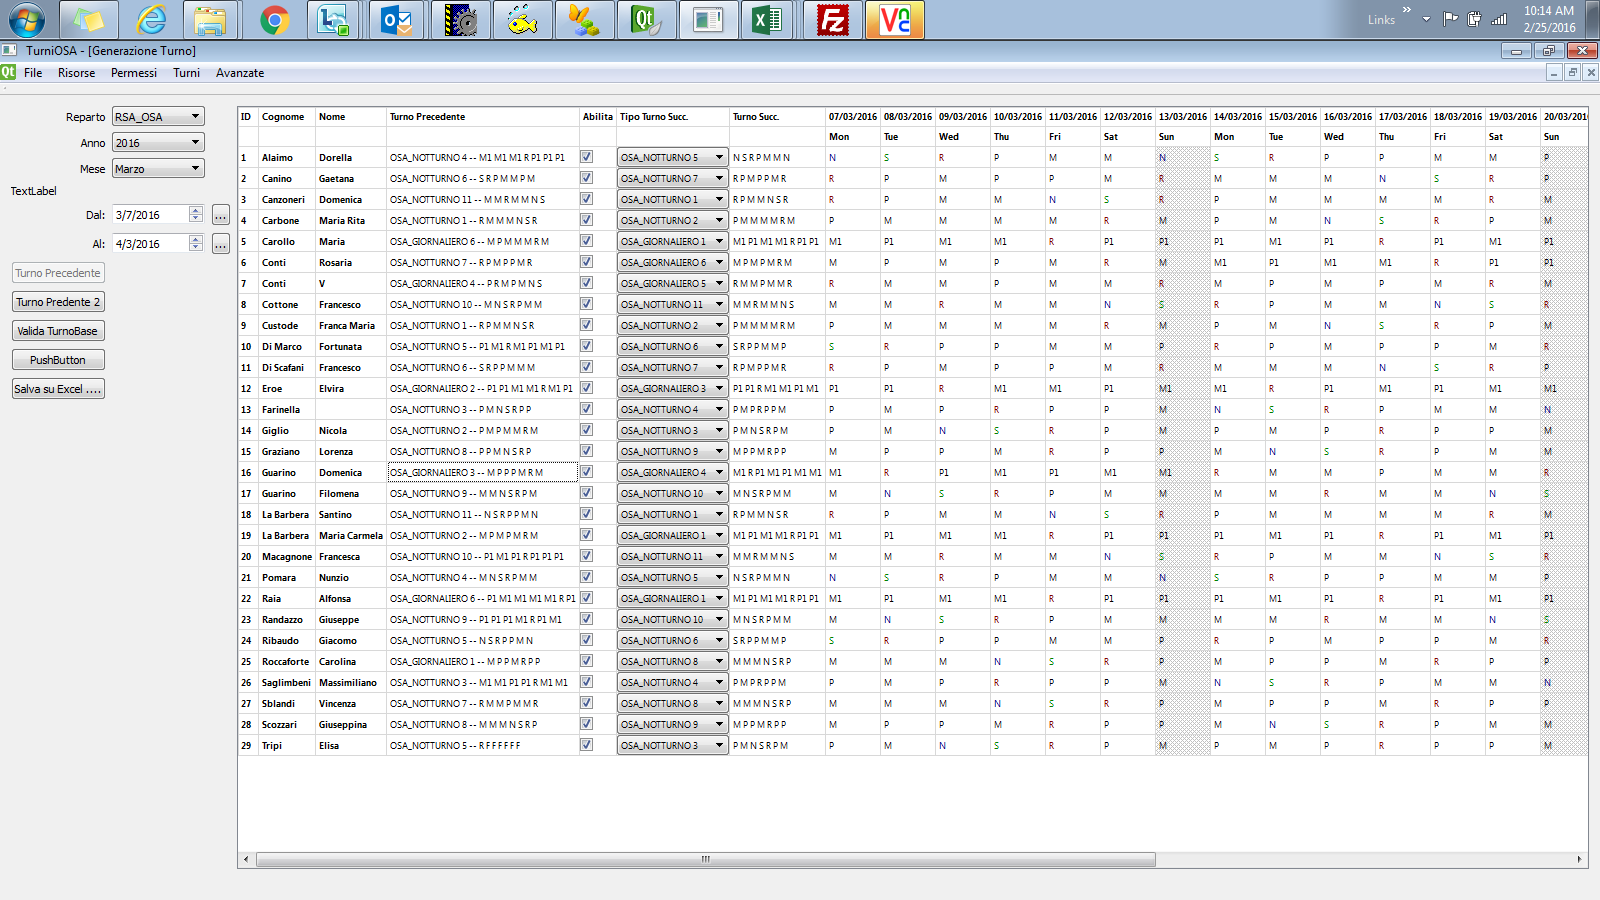 Links » 10:14 AM
2/25/2016
TurniOSA - [Generazione Turno]
File Risorse Permessi Turni Avanzate
Reparto RSA_OSA
Anno 2016
Mese Marzo
TextLabel
Dal: 3/7/2016 ...
Al: 4/3/2016 ...
Turno Precedente
Turno Predente 2
Valida TurnoBase
PushButton
Salva su Excel ....
ID Cognome Nome Turno Precedente Abilita Tipo Turno Succ. Turno Succ. 07/03/2016 08/03/2016 09/03/2016 10/03/2016 11/03/2016 12/03/2016 13/03/2016 14/03/2016 15/03/2016 16/03/2016 17/03/2016 18/03/2016 19/03/2016 20/03/2016
Mon Tue Wed Thu Fri Sat Sun Mon Tue Wed Thu Fri Sat Sun
1 Alaimo Dorella OSA_NOTTURNO 4 -- M1 M1 M1 R P1 P1 P1 OSA_NOTTURNO 5 N S R P M M N N S R P M M N S R P P M M P
2 Canino Gaetana OSA_NOTTURNO 6 -- S R P M M P M OSA_NOTTURNO 7 R P M P P M R R P M P P M R M M M N S R P
3 Canzoneri Domenica OSA_NOTTURNO 11 -- M M R M M N S OSA_NOTTURNO 1 R P M M N S R R P M M N S R P M M M M R M
4 Carbone Maria Rita OSA_NOTTURNO 1 -- R M M M N S R OSA_NOTTURNO 2 P M M M M R M P M M M M R M P M N S R P M
5 Carollo Maria OSA_GIORNALIERO 6 -- M P M M M R M OSA_GIORNALIERO 1 M1 P1 M1 M1 R P1 P1 M1 P1 M1 M1 R P1 P1 P1 M1 P1 R P1 M1 P1
6 Conti Rosaria OSA_NOTTURNO 7 -- R P M P P M R OSA_GIORNALIERO 6 M P M P M R M M P M P M R M M1 P1 M1 M1 R P1 P1
7 Conti V OSA_GIORNALIERO 4 -- P R M P M N S OSA_GIORNALIERO 5 R M M P M M R R M M P M M R M P M P R P M
8 Cottone Francesco OSA_NOTTURNO 10 -- M N S R P M M OSA_NOTTURNO 11 M M R M M N S M M R M M N S R P M M N S R
9 Custode Franca Maria OSA_NOTTURNO 1 -- R P M M N S R OSA_NOTTURNO 2 P M M M M R M P M M M M R M P M N S R P M
10 Di Marco Fortunata OSA_NOTTURNO 5 -- P1 M1 R M1 P1 M1 P1 OSA_NOTTURNO 6 S R P P M M P S R P P M M P R M P P M M R
11 Di Scafani Francesco OSA_NOTTURNO 6 -- S R P P M M M OSA_NOTTURNO 7 R P M P P M R R P M P P M R M M M N S R P
12 Eroe Elvira OSA_GIORNALIERO 2 -- P1 P1 M1 M1 R M1 P1 OSA_GIORNALIERO 3 P1 P1 R M1 M1 P1 M1 P1 P1 R M1 M1 P1 M1 M1 R P1 M1 P1 M1 M1
13 Farinella OSA_NOTTURNO 3 -- P M N S R P P OSA_NOTTURNO 4 P M P R P P M P M P R P P M N S R P M M N
14 Giglio Nicola OSA_NOTTURNO 2 -- P M P M M R M OSA_NOTTURNO 3 P M N S R P M P M N S R P M P M P R P P M
15 Graziano Lorenza OSA_NOTTURNO 8 -- P P M N S R P OSA_NOTTURNO 9 M P P M R P P M P P M R P P M N S R P P M
16 Guarino Domenica OSA_GIORNALIERO 3 -- M P P P M R M OSA_GIORNALIERO 4 M1 R P1 M1 P1 M1 M1 M1 R P1 M1 P1 M1 M1 R M M P M M R
17 Guarino Filomena OSA_NOTTURNO 9 -- M M N S R P M OSA_NOTTURNO 10 M N S R P M M M N S R P M M M M R M M N S
18 La Barbera Santino OSA_NOTTURNO 11 -- N S R P P M N OSA_NOTTURNO 1 R P M M N S R R P M M N S R P M M M M R M
19 La Barbera Maria Carmela OSA_NOTTURNO 2 -- M P M P M R M OSA_GIORNALIERO 1 M1 P1 M1 M1 R P1 P1 M1 P1 M1 M1 R P1 P1 P1 M1 P1 R P1 M1 P1
20 Macagnone Francesca OSA_NOTTURNO 10 -- P1 M1 P1 R P1 P1 P1 OSA_NOTTURNO 11 M M R M M N S M M R M M N S R P M M N S R
21 Pomara Nunzio OSA_NOTTURNO 4 -- M N S R P M M OSA_NOTTURNO 5 N S R P M M N N S R P M M N S R P P M M P
22 Raia Alfonsa OSA_GIORNALIERO 6 -- P1 M1 M1 M1 M1 R P1 OSA_GIORNALIERO 1 M1 P1 M1 M1 R P1 P1 M1 P1 M1 M1 R P1 P1 P1 M1 P1 R P1 M1 P1
23 Randazzo Giuseppe OSA_NOTTURNO 9 -- P1 P1 P1 M1 R P1 M1 OSA_NOTTURNO 10 M N S R P M M M N S R P M M M M R M M N S
24 Ribaudo Giacomo OSA_NOTTURNO 5 -- N S R P P M N OSA_NOTTURNO 6 S R P P M M P S R P P M M P R M P P M M R
25 Roccaforte Carolina OSA_GIORNALIERO 1 -- M P P M R P P OSA_NOTTURNO 8 M M M N S R P M M M N S R P M P P M R P P
26 Saglimbeni Massimiliano OSA_NOTTURNO 3 -- M1 M1 P1 P1 R M1 M1 OSA_NOTTURNO 4 P M P R P P M P M P R P P M N S R P M M N
27 Sblandi Vincenza OSA_NOTTURNO 7 -- R M M P M M R OSA_NOTTURNO 8 M M M N S R P M M M N S R P M P P M R P P
28 Scozzari Giuseppina OSA_NOTTURNO 8 -- M M M N S R P OSA_NOTTURNO 9 M P P M R P P M P P M R P P M N S R P P M
29 Tripi Elisa OSA_NOTTURNO 5 -- R F F F F F F OSA_NOTTURNO 3 P M N S R P M P M N S R P M P M P R P P M